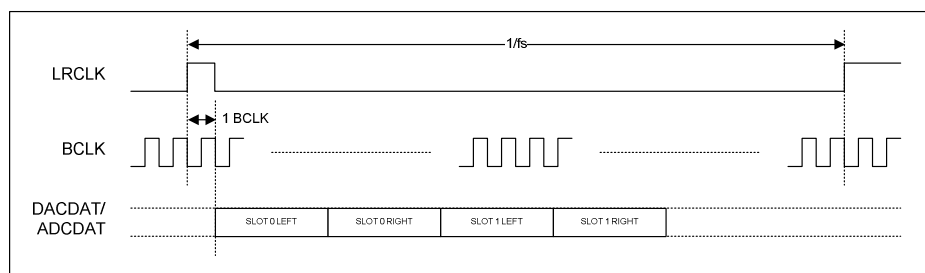 1/fs
LRCLK
1 BCLK
BCLK
DACDAT/
ADCDAT
SLOT 0 LEFT
SLOT 0 RIGHT
SLOT 1 LEFT
SLOT 1 RIGHT